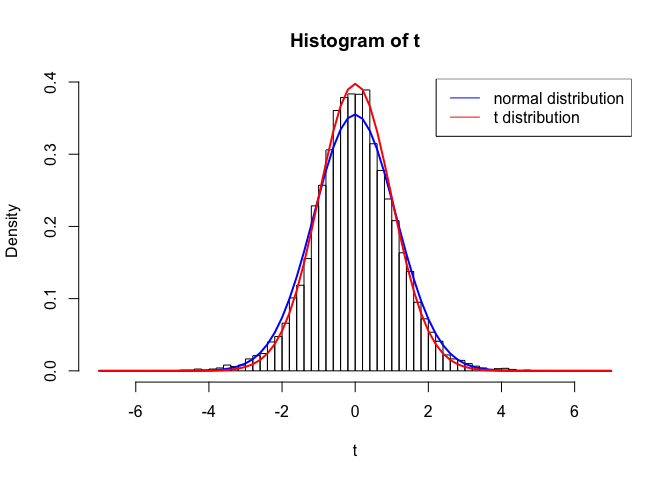 Histogram of t
normal distribution
t distribution
Density
0.4
0.3
0.2
0.1
0.0
-6 -4 -2 0 2 4 6
t